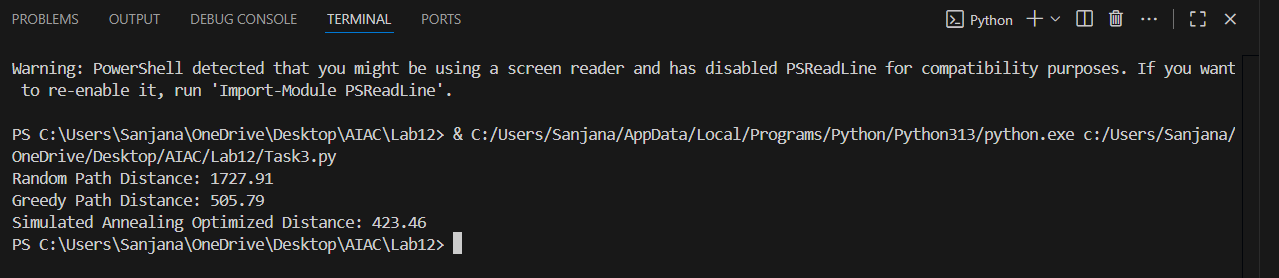 PROBLEMS OUTPUT DEBUG CONSOLE TERMINAL PORTS Python
Warning: PowerShell detected that you might be using a screen reader and has disabled PSReadLine for compatibility purposes. If you want
 to re-enable it, run 'Import-Module PSReadLine'.
PS C:\Users\Sanjana\OneDrive\Desktop\AIAC\Lab12> & C:/Users/Sanjana/AppData/Local/Programs/Python/Python313/python.exe c:/Users/Sanjana/
OneDrive/Desktop/AIAC/Lab12/Task3.py
Random Path Distance: 1727.91
Greedy Path Distance: 505.79
Simulated Annealing Optimized Distance: 423.46
PS C:\Users\Sanjana\OneDrive\Desktop\AIAC\Lab12>